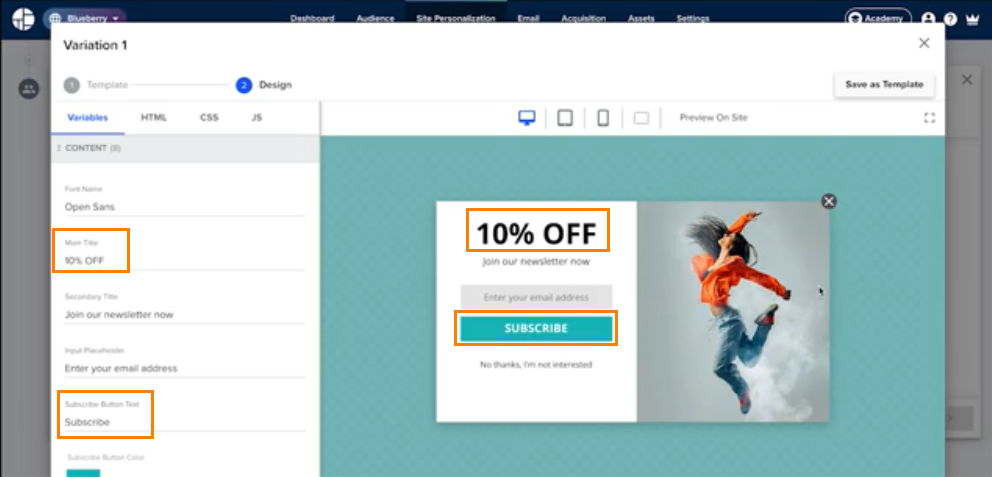 Blueberry
Dashboard
Audience
Site Personalization
Email
Acquisition
Assets
Settings
Academy
Variation 1
1 Template
2 Design
Save as Template
Variables
HTML
CSS
JS
Preview On Site
CONTENT (8)
Font Name
Open Sans
Main Title
10% OFF
Secondary Title
Join our newsletter now
Input Placeholder
Enter your email address
Subscribe Button Text
Subscribe
Subscribe Button Color
10% OFF
Join our newsletter now
Enter your email address
SUBSCRIBE
No thanks, I'm not interested